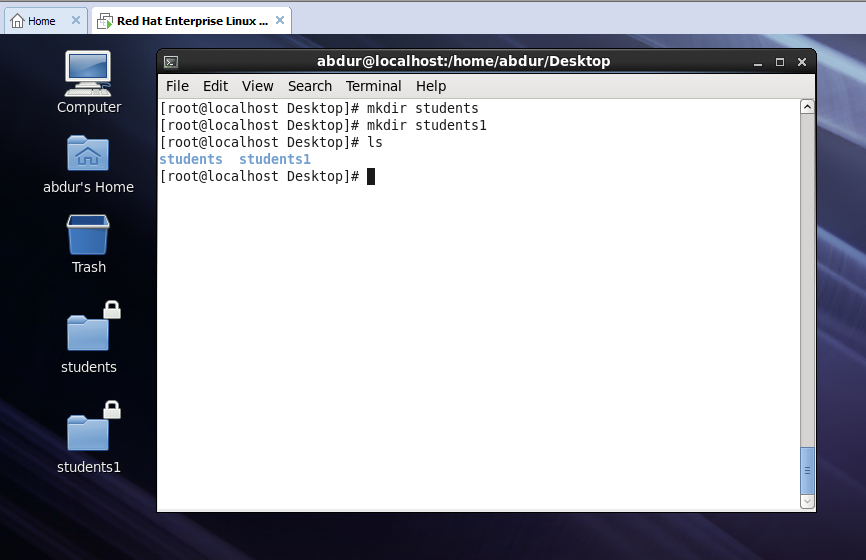 Home
Red Hat Enterprise Linux ...
abdur@localhost:/home/abdur/Desktop
File Edit View Search Terminal Help
[root@localhost Desktop]# mkdir students
[root@localhost Desktop]# mkdir students1
[root@localhost Desktop]# ls
students  students1
[root@localhost Desktop]#
Computer
abdur's Home
Trash
students
students1